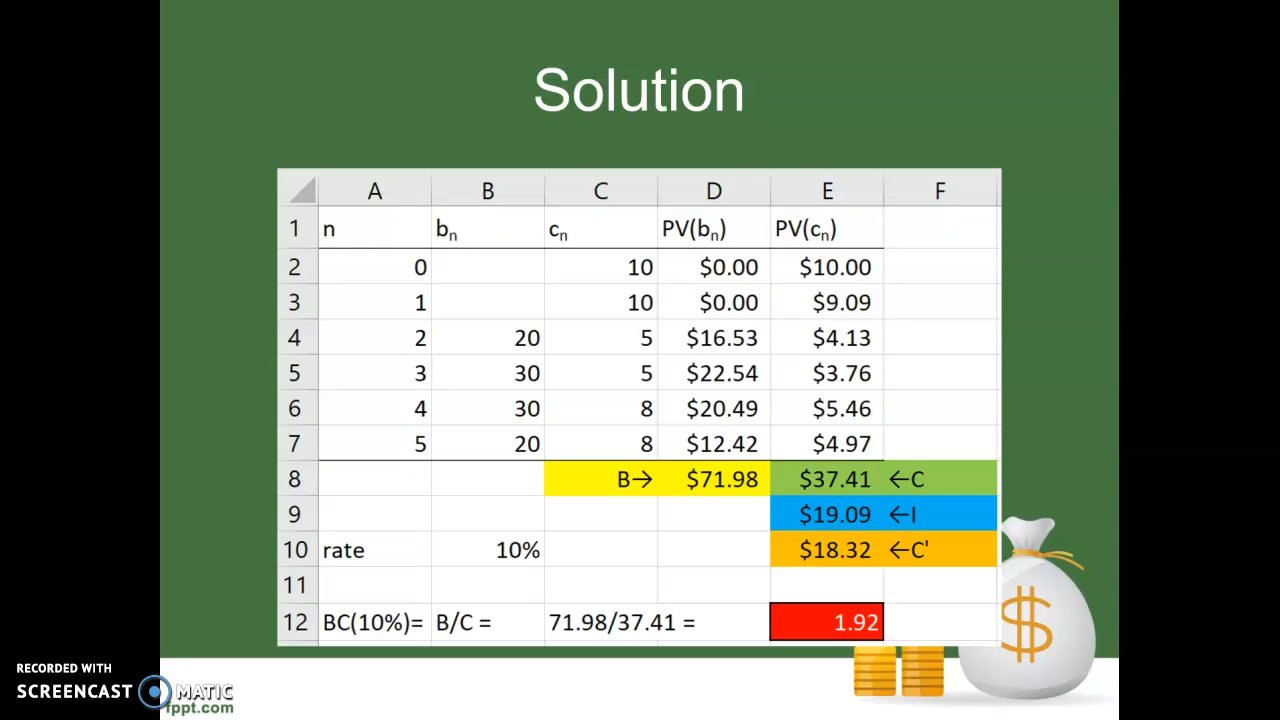 Solution
A B C D E F
1 n bₙ cₙ PV(bₙ) PV(cₙ)
2 0 10 $0.00 $10.00
3 1 10 $0.00 $9.09
4 2 20 5 $16.53 $4.13
5 3 30 5 $22.54 $3.76
6 4 30 8 $20.49 $5.46
7 5 20 8 $12.42 $4.97
8 B→ $71.98 $37.41 ←C
9 $19.09 ←I
10 rate 10% $18.32 ←C'
11
12 BC(10%)= B/C = 71.98/37.41 = 1.92
$
RECORDED WITH
SCREENCAST MATIC
fppt.com